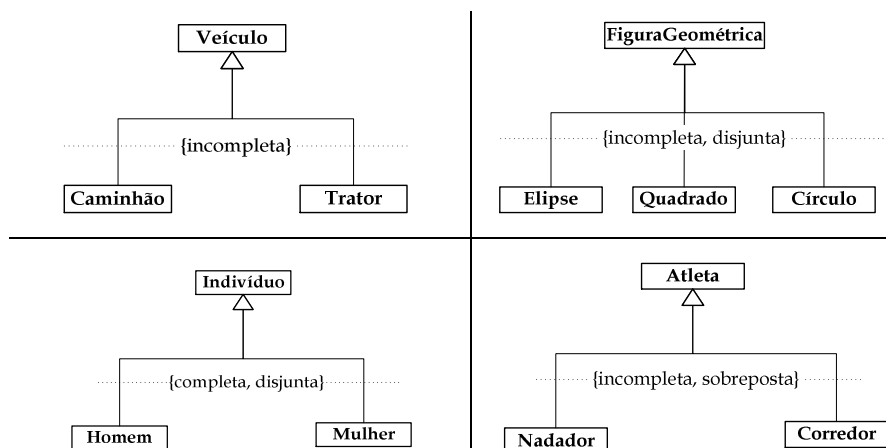 Veículo
{incompleta}
Caminhão
Trator
FiguraGeométrica
{incompleta, disjunta}
Elipse
Quadrado
Círculo
Indivíduo
{completa, disjunta}
Homem
Mulher
Atleta
{incompleta, sobreposta}
Nadador
Corredor